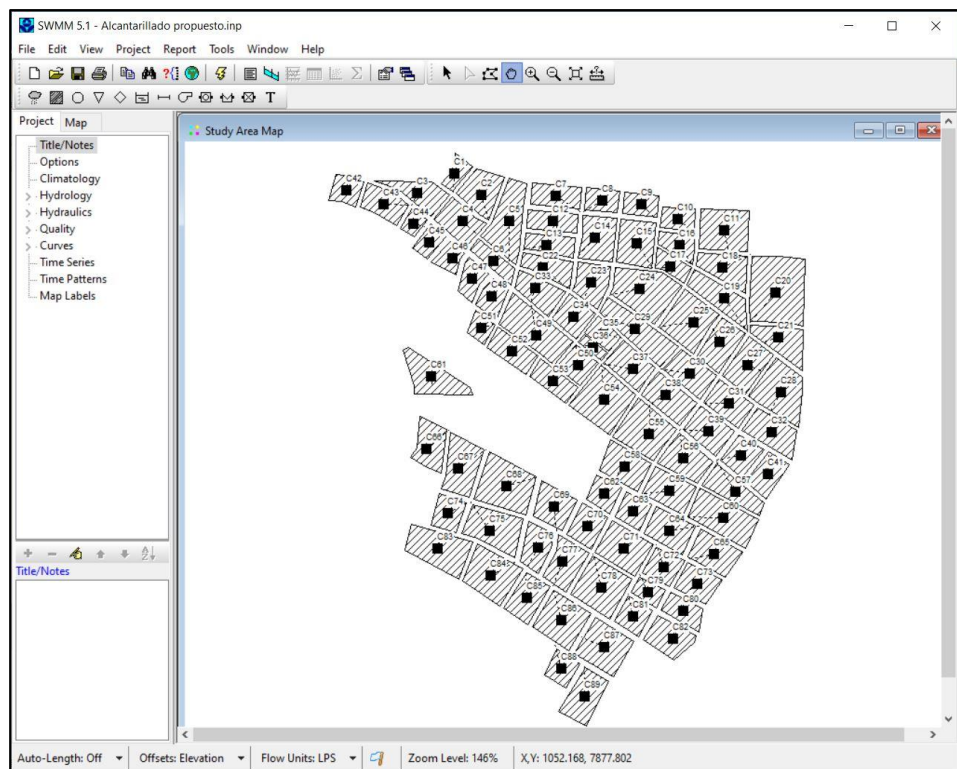 SWMM 5.1 - Alcantarillado propuesto.inp
File Edit View Project Report Tools Window Help
T
Project Map
Study Area Map
Title/Notes
Options
Climatology
Hydrology
Hydraulics
Quality
Curves
Time Series
Time Patterns
Map Labels
C1
C42 C43 C3 C2 C7 C8 C9
C44 C4 C51 C12 C14 C10 C11
C45 C13 C15 C16
C46 C6 C22 C17 C18
C47 C33 C23 C24 C20
C48 C19
C34 C25
C51 C49 C35 C29 C26 C21
C52 C36 C27
C50 C37 C30
C61 C53 C38 C28
C54 C31
C55 C39 C32
C66 C56 C40
C67 C58 C41
C68 C62 C59 C57
C74 C69 C63 C60
C75 C70 C64
C83 C76 C71 C65
C84 C77 C72
C85 C78 C79 C73
C86 C81 C80
C87 C82
C88
C89
Title/Notes
Auto-Length: Off Offsets: Elevation Flow Units: LPS Zoom Level: 146% X,Y: 1052.168, 7877.802